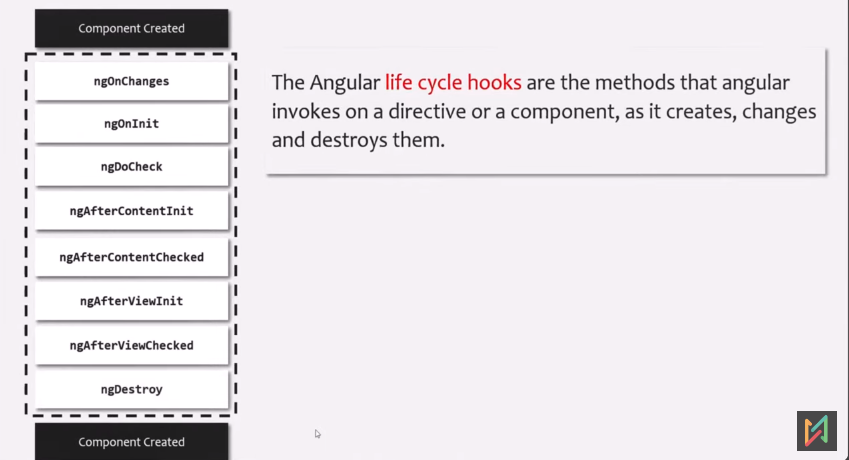 Component Created
ngOnChanges
ngOnInit
ngDoCheck
ngAfterContentInit
ngAfterContentChecked
ngAfterViewInit
ngAfterViewChecked
ngDestroy
Component Created
The Angular life cycle hooks are the methods that angular
invokes on a directive or a component, as it creates, changes
and destroys them.